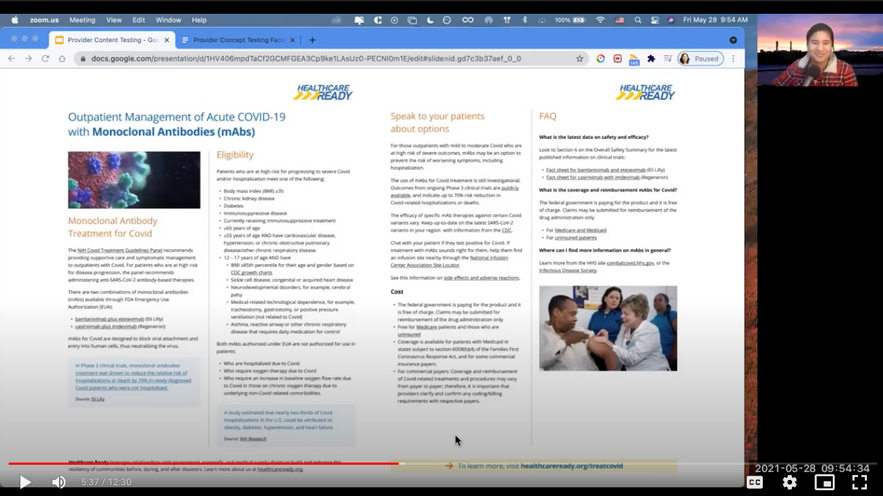 zoom.us Meeting View Edit Window Help
100% Fri May 28 9:54 AM
Provider Content Testing - Goo
Provider Concept Testing Fac
docs.google.com/presentation/d/1HV406mpdTaCf2GCMFGEA3Cp9ke1LAsUz0-PECNI0m1E/edit#slide=id.gd7c3b37aef_0_0
Paused
HEALTHCARE
READY
Outpatient Management of Acute COVID-19
with Monoclonal Antibodies (mAbs)
Monoclonal Antibody
Treatment for Covid
The NIH Covid Treatment Guidelines Panel recommends
providing supportive care and symptomatic management
to outpatients with Covid. For patients who are at high risk
for disease progression, the panel recommends
administering anti-SARS-CoV-2 antibody-based therapies.
There are two combinations of monoclonal antibodies
(mAbs) available through FDA Emergency Use
Authorization (EUA):
bamlanivimab plus etesevimab (Eli Lilly)
casirivimab plus imdevimab (Regeneron)
mAbs for Covid are designed to block viral attachment and
entry into human cells, thus neutralising the virus.
In Phase 3 clinical trials, monoclonal antibodies
treatment was shown to reduce the relative risk of
hospitalizations or death by 70% in newly diagnosed
Covid patients who were not hospitalized.
Source: Eli Lilly
Eligibility
Patients who are at high risk for progressing to severe Covid
and/or hospitalization meet one of the following:
Body mass index (BMI) ≥35
Chronic kidney disease
Diabetes
Immunosuppressive disease
Currently receiving immunosuppressive treatment
≥65 years of age
≥55 years of age AND have cardiovascular disease,
hypertension, or chronic obstructive pulmonary
disease/other chronic respiratory disease.
12 - 17 years of age AND have
BMI ≥85th percentile for their age and gender based on
CDC growth charts
Sickle cell disease, congenital or acquired heart disease
Neurodevelopmental disorders, for example, cerebral
palsy
Medical-related technological dependence, for example,
tracheostomy, gastrostomy, or positive pressure
ventilation (not related to Covid)
Asthma, reactive airway or other chronic respiratory
disease that requires daily medication for control
Both mAbs authorized under EUA are not authorized for use in
patients:
Who are hospitalized due to Covid
Who require oxygen therapy due to Covid
Who require an increase in baseline oxygen flow rate due
to Covid in those on chronic oxygen therapy due to
underlying non-Covid related comorbidities.
A study estimated that nearly two-thirds of Covid
hospitalizations in the U.S. could be attributed to
obesity, diabetes, hypertension, and heart failure.
Source: NIH Research
Speak to your patients
about options
For those outpatients with mild to moderate Covid who are
at high risk of severe outcomes, mAbs may be an option to
prevent the risk of worsening symptoms, including
hospitalization.
The use of mAbs for Covid treatment is still investigational.
Outcomes from ongoing Phase 3 clinical trials are publicly
available, and indicate up to 70% risk reduction in
Covid-related hospitalizations or death.
The efficacy of specific mAb therapies against certain Covid
variants vary. Keep up-to-date on the latest SARS-CoV-2
variants in your region with information from the CDC.
Chat with your patient if they test positive for Covid. If
treatment with mAbs sounds right for them, help them find
an infusion site nearby through the National Infusion
Center Association Site Locator.
See this information on side effects and adverse reactions.
Cost
The federal government is paying for the product and it
is free of charge. Claims may be submitted for
reimbursement of the drug administration only.
Free for Medicare patients and those who are
uninsured
Coverage is available for patients with Medicaid in
states subject to section 6008(b)(4) of the Families First
Coronavirus Response Act, and for some commercial
insurance payers.
For commercial payers: Coverage and reimbursement
of Covid-related treatments and procedures may vary
from payer to payer; therefore, it is important that
providers clarify and confirm any coding/billing
requirements with respective payers.
HEALTHCARE
READY
FAQ
What is the latest data on safety and efficacy?
Look to Section 6 on the Overall Safety Summary for the latest
published information on clinical trials:
Fact sheet for bamlanivimab and etesevimab (Eli Lilly)
Fact sheet for casirivimab with imdevimab (Regeneron)
What is the coverage and reimbursement mAbs for Covid?
The federal government is paying for the product and it is free
of charge. Claims may be submitted for reimbursement of the
drug administration only.
For Medicare and Medicaid
For uninsured patients
Where can I find more information on mAbs in general?
Learn more from the HHS site combatcovid.hhs.gov, or the
Infectious Disease Society.
resiliency of communities before, during, and after disasters. Learn more about us at healthcareready.org.
To learn more, visit healthcareready.org/treatcovid
2021-05-28 09:54:34
5:37 / 12:30
CC